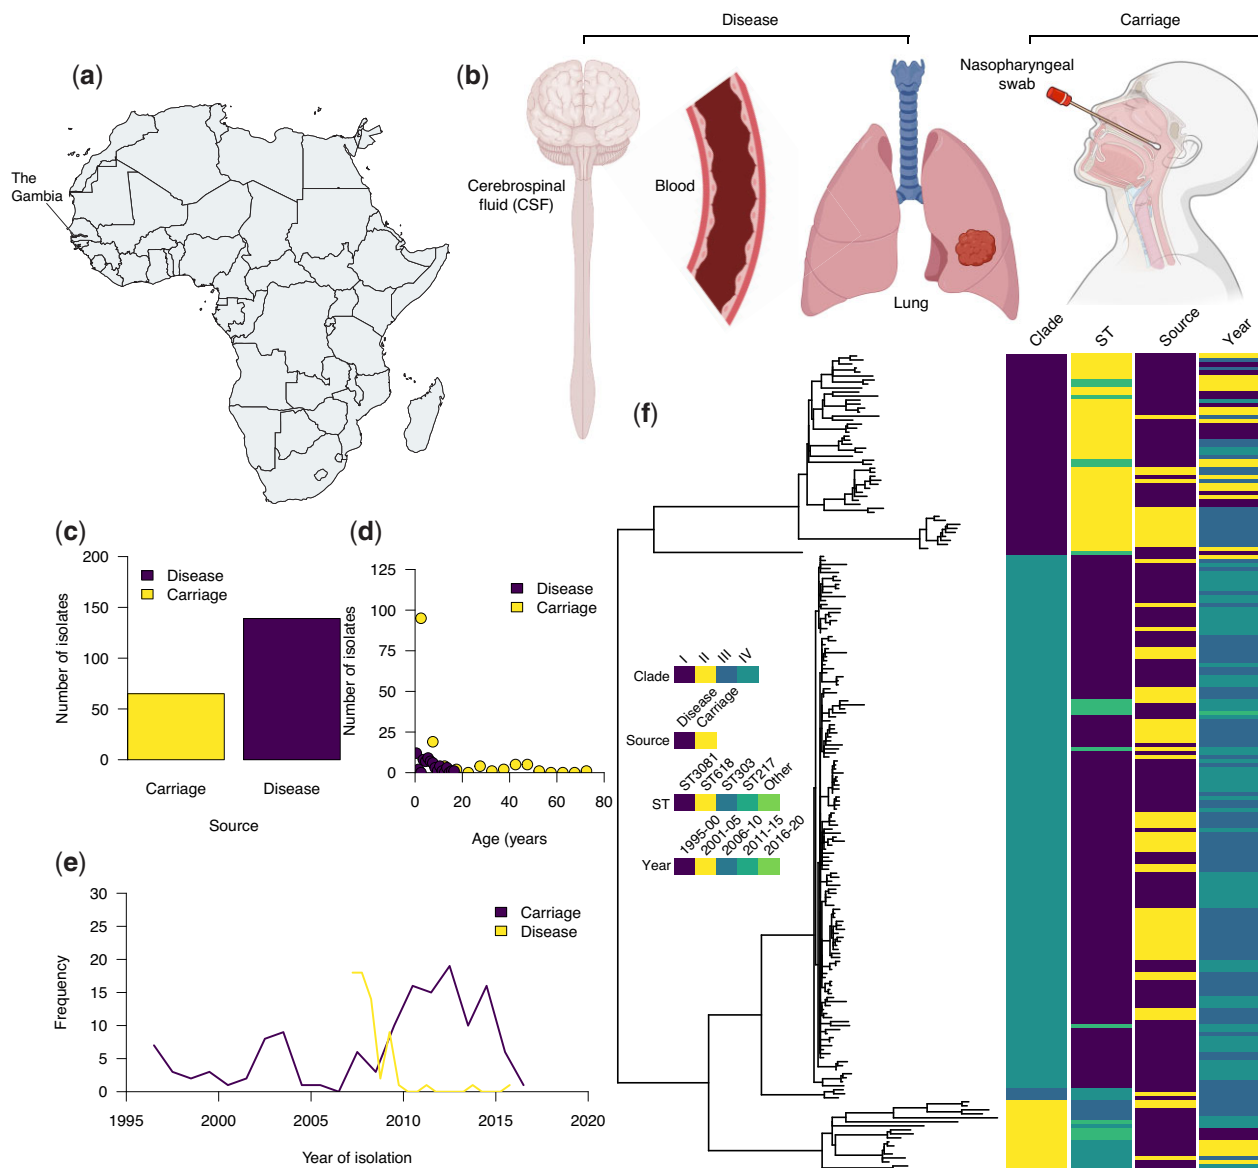 Disease
Carriage
(a)
(b)
Nasopharyngeal
swab
The
Gambia
Cerebrospinal
fluid (CSF)
Blood
Lung
Clade
ST
Source
Year
(f)
(c)
200
150
100
50
0
Number of isolates
Disease
Carriage
Carriage
Disease
Source
(d)
125
100
75
50
25
0
Number of isolates
Disease
Carriage
0
20
40
60
80
Age (years
I
II
III
IV
Clade
Disease
Carriage
Source
ST3081
ST618
ST303
ST217
Other
ST
1995-00
2001-05
2006-10
2011-15
2016-20
Year
(e)
30
25
20
15
10
5
0
Frequency
Carriage
Disease
1995
2000
2005
2010
2015
2020
Year of isolation